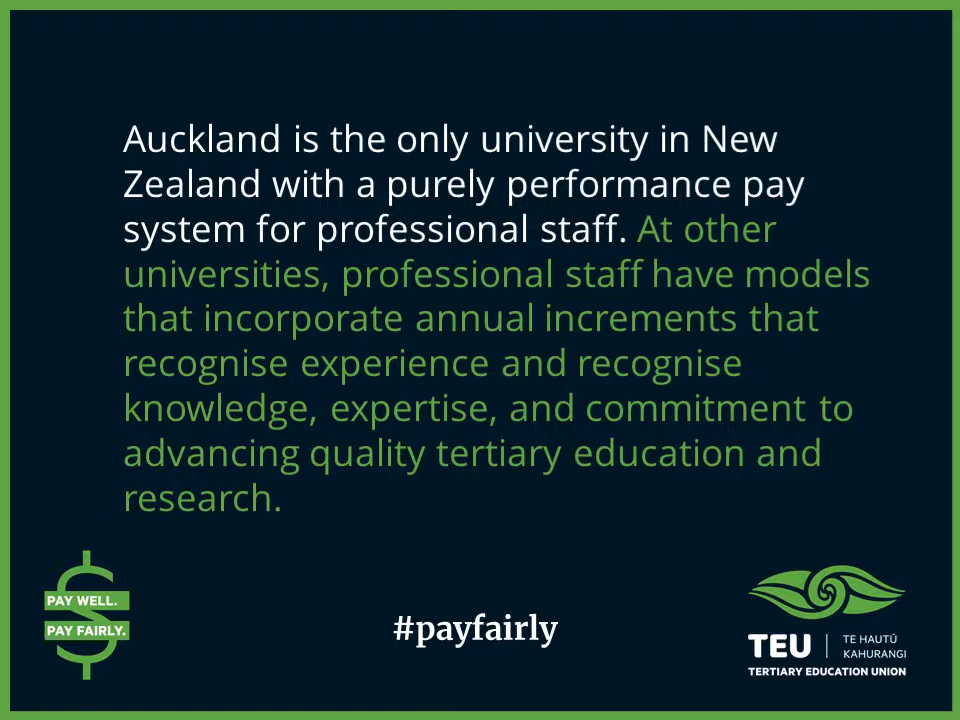 Auckland is the only university in New
Zealand with a purely performance pay
system for professional staff. At other
universities, professional staff have models
that incorporate annual increments that
recognise experience and recognise
knowledge, expertise, and commitment to
advancing quality tertiary education and
research.
PAY WELL.
PAY FAIRLY.
#payfairly
TEU
TE HAUTŪ
KAHURANGI
TERTIARY EDUCATION UNION